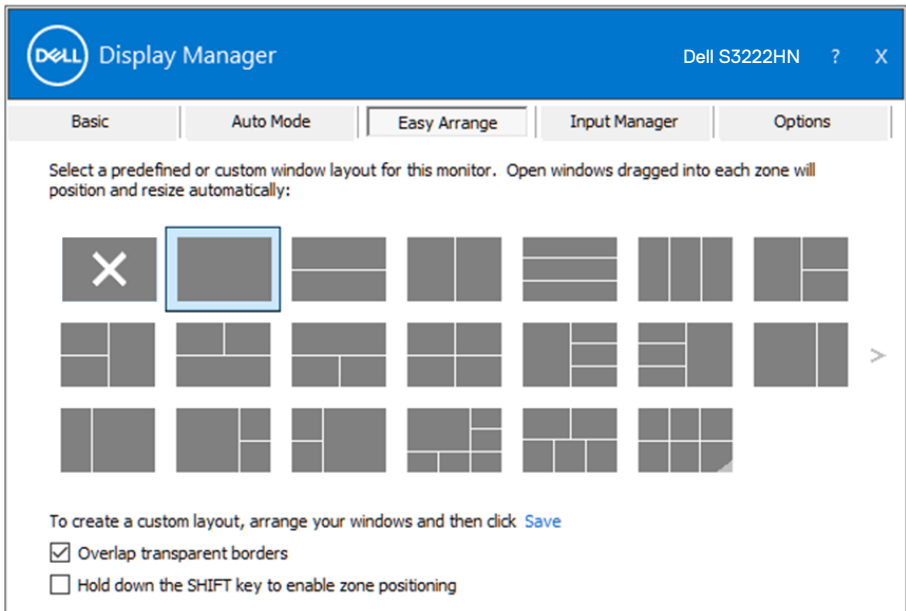 DELL Display Manager Dell S3222HN ? X
Basic Auto Mode Easy Arrange Input Manager Options
Select a predefined or custom window layout for this monitor. Open windows dragged into each zone will
position and resize automatically:
>
To create a custom layout, arrange your windows and then click Save
Overlap transparent borders
Hold down the SHIFT key to enable zone positioning